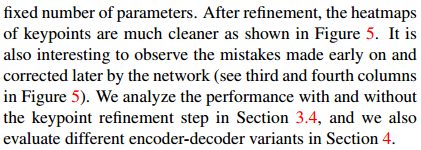 fixed number of parameters. After refinement, the heatmaps
of keypoints are much cleaner as shown in Figure 5. It is
also interesting to observe the mistakes made early on and
corrected later by the network (see third and fourth columns
in Figure 5). We analyze the performance with and without
the keypoint refinement step in Section 3.4, and we also
evaluate different encoder-decoder variants in Section 4.